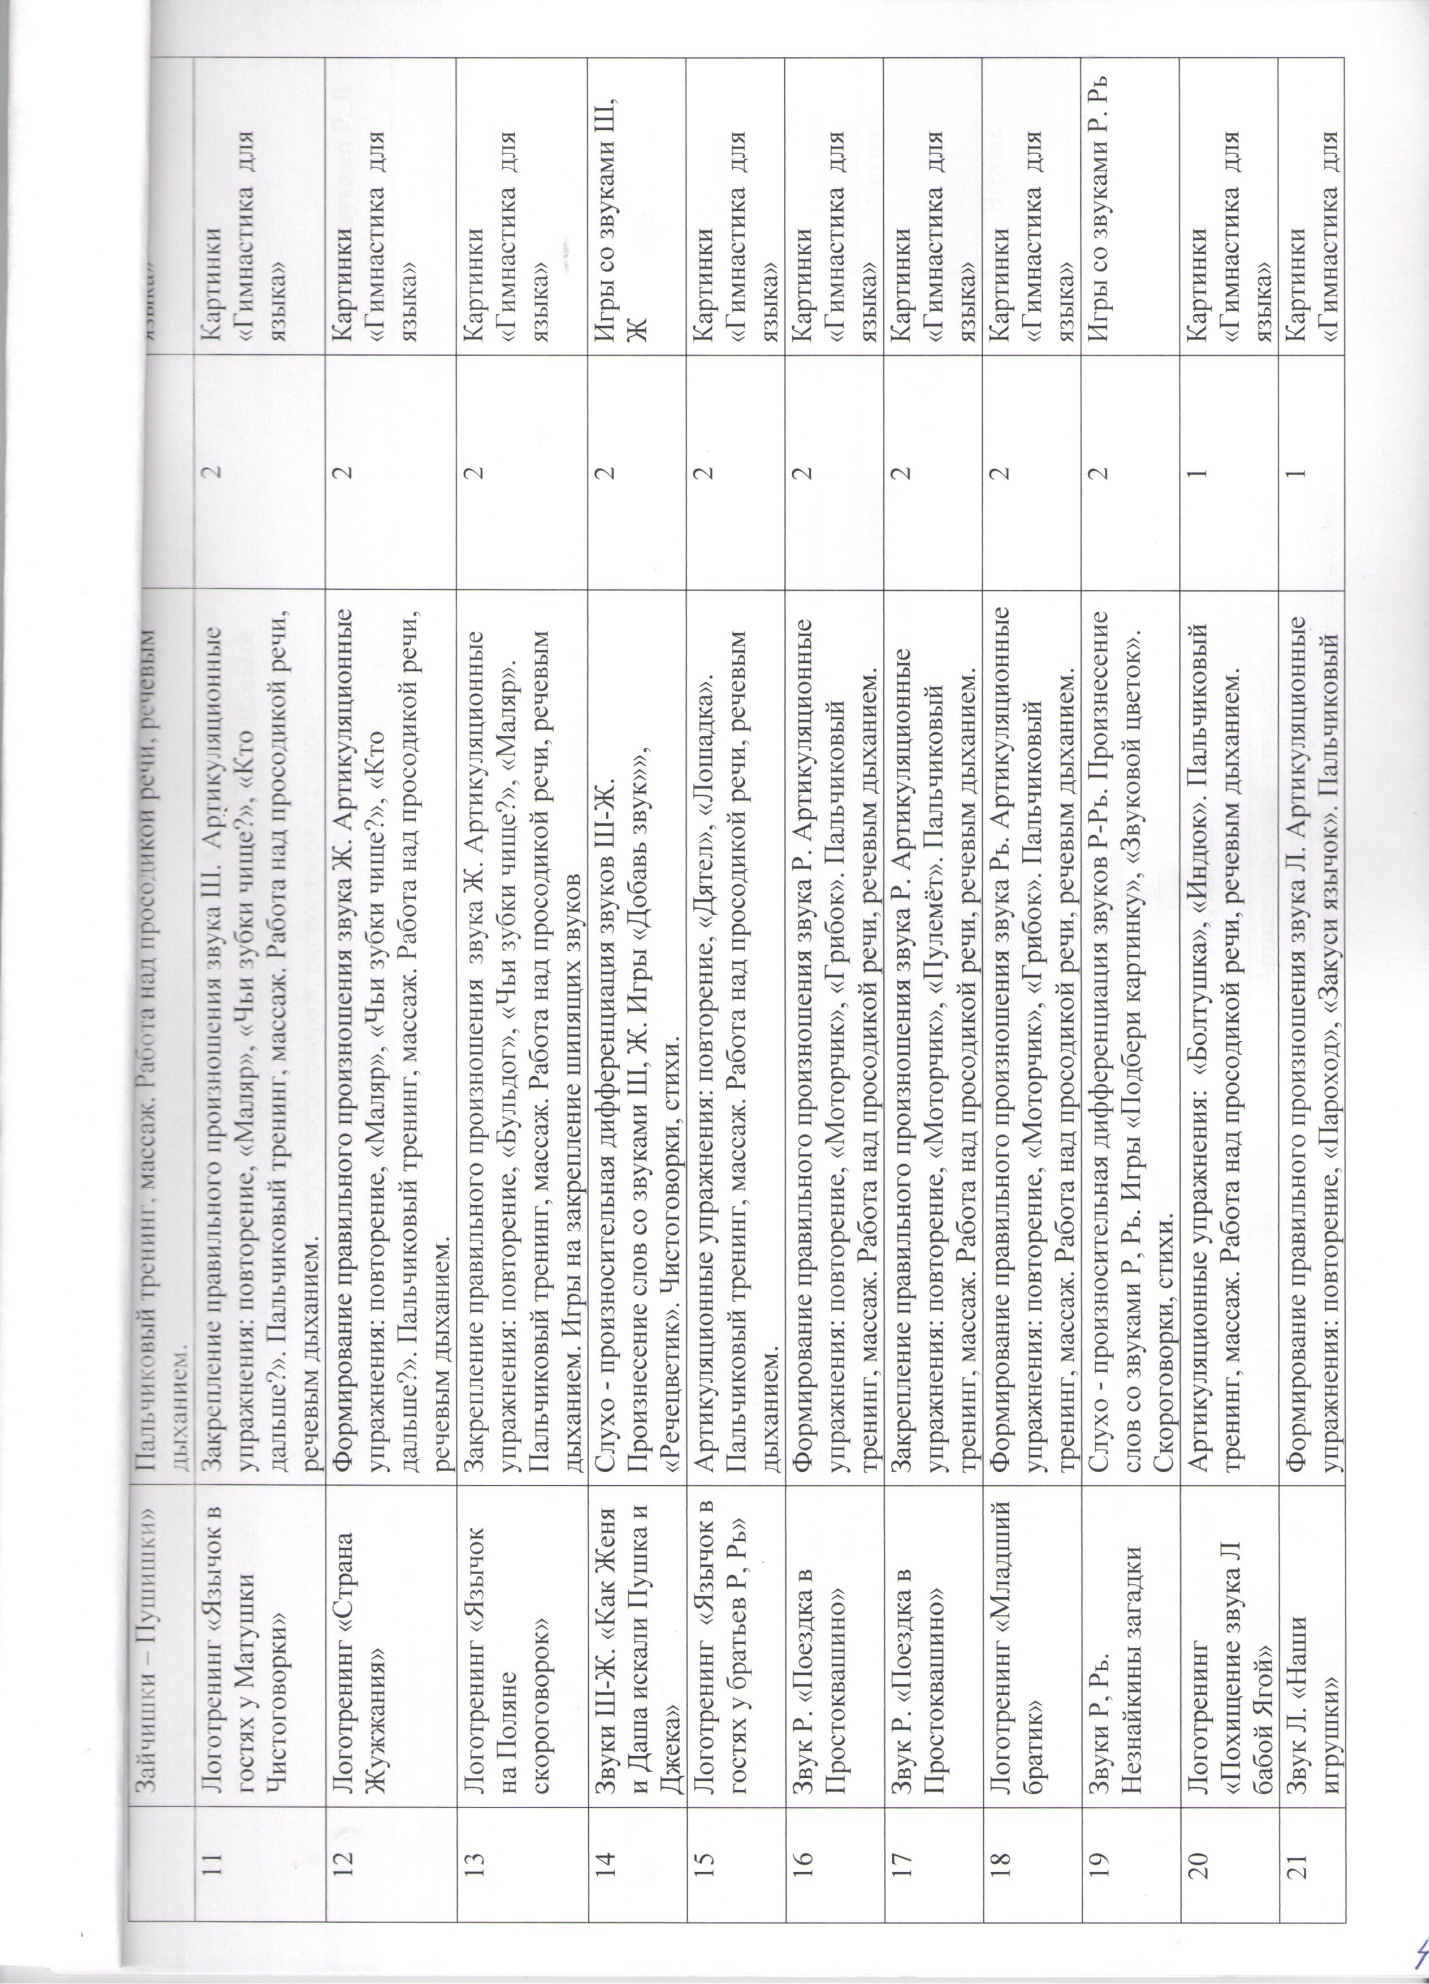 Зайчишки – Пушишки»
Пальчиковый тренинг, массаж. Работа над просодикой речи, речевым
дыханием.
языка»
11
Логотренинг «Язычок в
гостях у Матушки
Чистоговорки»
Закрепление правильного произношения звука Ш. Артикуляционные
упражнения: повторение, «Маляр», «Чьи зубки чище?», «Кто
дальше?». Пальчиковый тренинг, массаж. Работа над просодикой речи,
речевым дыханием.
2
Картинки
«Гимнастика для
языка»
12
Логотренинг «Страна
Жужжания»
Формирование правильного произношения звука Ж. Артикуляционные
упражнения: повторение, «Маляр», «Чьи зубки чище?», «Кто
дальше?». Пальчиковый тренинг, массаж. Работа над просодикой речи,
речевым дыханием.
2
Картинки
«Гимнастика для
языка»
13
Логотренинг «Язычок
на Поляне
скороговорок»
Закрепление правильного произношения звука Ж. Артикуляционные
упражнения: повторение, «Бульдог», «Чьи зубки чище?», «Маляр».
Пальчиковый тренинг, массаж. Работа над просодикой речи, речевым
дыханием. Игры на закрепление шипящих звуков
2
Картинки
«Гимнастика для
языка»
14
Звуки Ш-Ж. «Как Женя
и Даша искали Пушка и
Джека»
Слухо - произносительная дифференциация звуков Ш-Ж.
Произнесение слов со звуками Ш, Ж. Игры «Добавь звук»»,
«Речецветик». Чистоговорки, стихи.
2
Игры со звуками Ш,
Ж
15
Логотренинг «Язычок в
гостях у братьев Р, Рь»
Артикуляционные упражнения: повторение, «Дятел», «Лошадка».
Пальчиковый тренинг, массаж. Работа над просодикой речи, речевым
дыханием.
2
Картинки
«Гимнастика для
языка»
16
Звук Р. «Поездка в
Простоквашино»
Формирование правильного произношения звука Р. Артикуляционные
упражнения: повторение, «Моторчик», «Грибок». Пальчиковый
тренинг, массаж. Работа над просодикой речи, речевым дыханием.
2
Картинки
«Гимнастика для
языка»
17
Звук Р. «Поездка в
Простоквашино»
Закрепление правильного произношения звука Р. Артикуляционные
упражнения: повторение, «Моторчик», «Пулемёт». Пальчиковый
тренинг, массаж. Работа над просодикой речи, речевым дыханием.
2
Картинки
«Гимнастика для
языка»
18
Логотренинг «Младший
братик»
Формирование правильного произношения звука Рь. Артикуляционные
упражнения: повторение, «Моторчик», «Грибок». Пальчиковый
тренинг, массаж. Работа над просодикой речи, речевым дыханием.
2
Картинки
«Гимнастика для
языка»
19
Звуки Р, Рь.
Незнайкины загадки
Слухо - произносительная дифференциация звуков Р-Рь. Произнесение
слов со звуками Р, Рь. Игры «Подбери картинку», «Звуковой цветок».
Скороговорки, стихи.
2
Игры со звуками Р. Рь
20
Логотренинг
«Похищение звука Л
бабой Ягой»
Артикуляционные упражнения: «Болтушка», «Индюк». Пальчиковый
тренинг, массаж. Работа над просодикой речи, речевым дыханием.
1
Картинки
«Гимнастика для
языка»
21
Звук Л. «Наши
игрушки»
Формирование правильного произношения звука Л. Артикуляционные
упражнения: повторение, «Пароход», «Закуси язычок». Пальчиковый
1
Картинки
«Гимнастика для